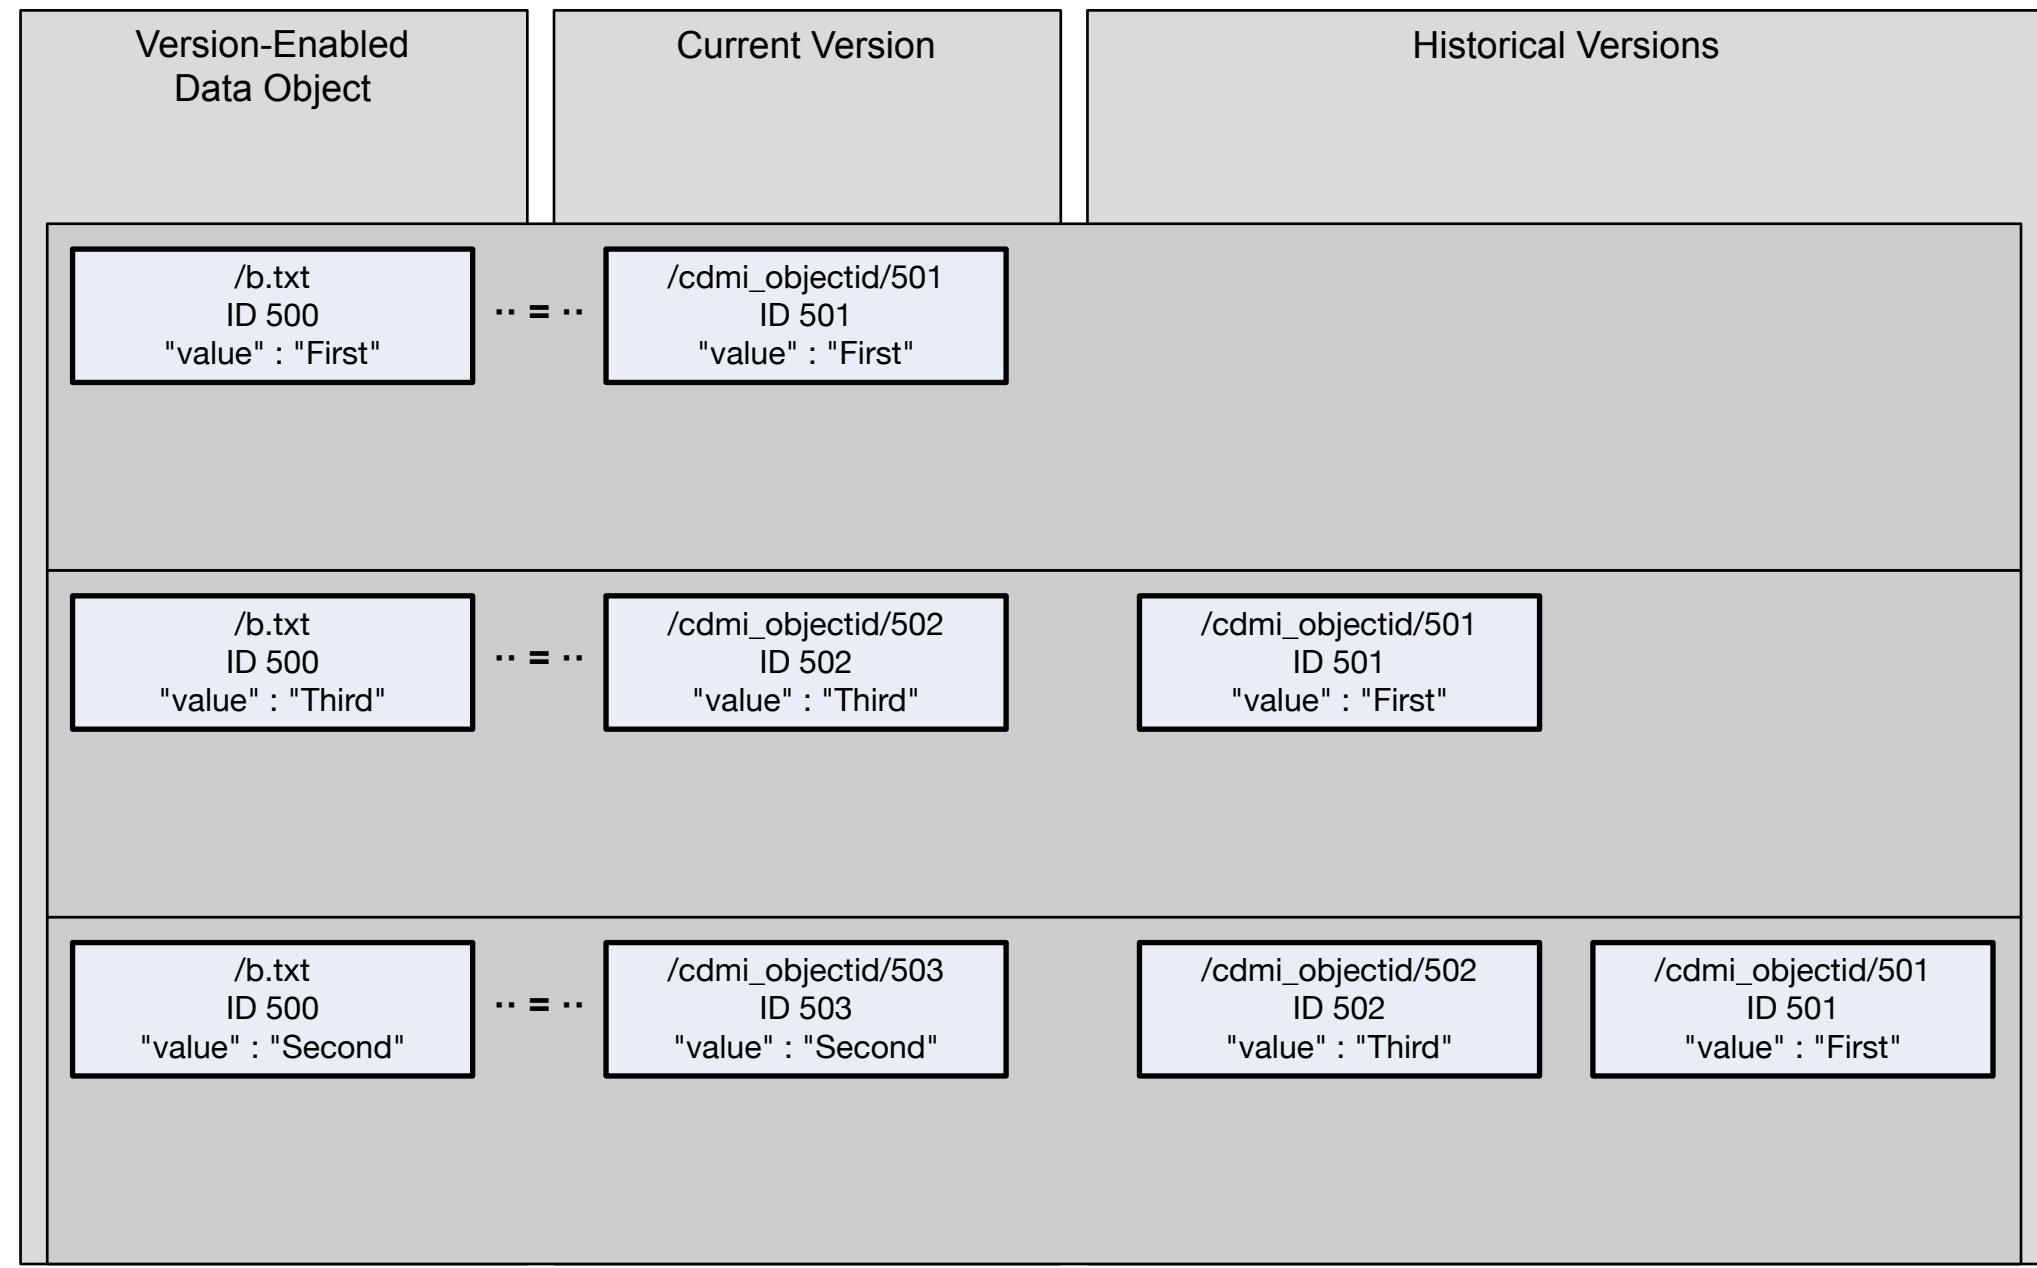 Version-Enabled
Data Object
Current Version
Historical Versions
/b.txt
ID 500
"value" : "First"
·· = ··
/cdmi_objectid/501
ID 501
"value" : "First"
/b.txt
ID 500
"value" : "Third"
·· = ··
/cdmi_objectid/502
ID 502
"value" : "Third"
/cdmi_objectid/501
ID 501
"value" : "First"
/b.txt
ID 500
"value" : "Second"
·· = ··
/cdmi_objectid/503
ID 503
"value" : "Second"
/cdmi_objectid/502
ID 502
"value" : "Third"
/cdmi_objectid/501
ID 501
"value" : "First"